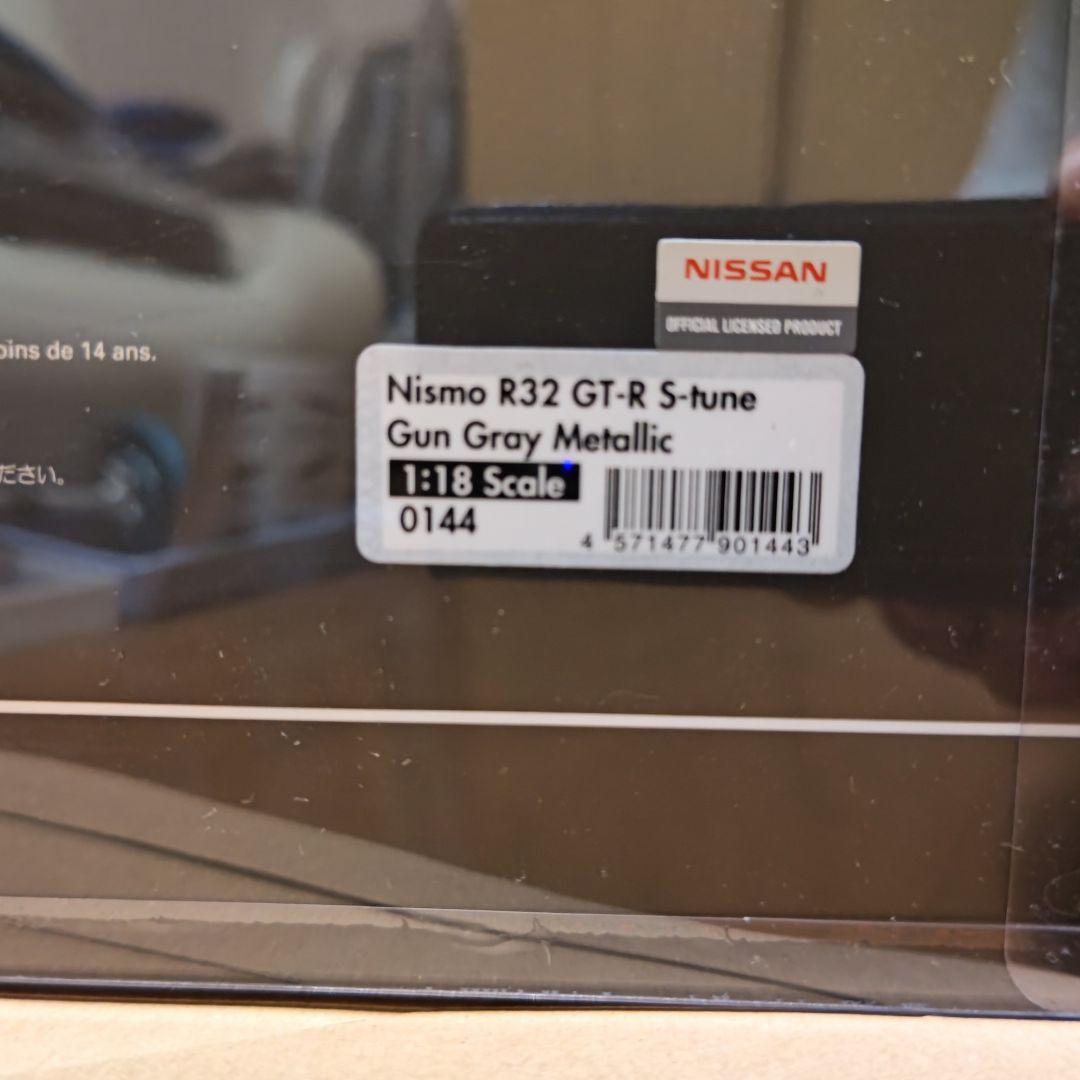 NISSAN
OFFICIAL LICENSED PRODUCT
oins de 14 ans.
Nismo R32 GT-R S-tune
Gun Gray Metallic
1:18 Scale
0144
4 571477 901443
ださい。